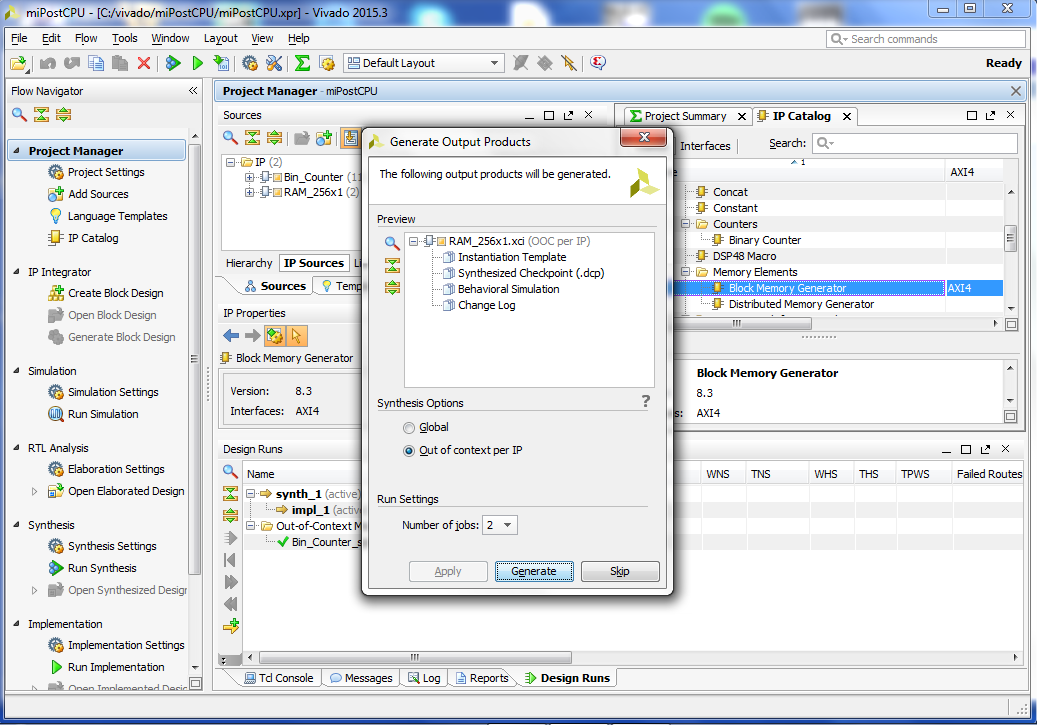 miPostCPU - [C:/vivado/miPostCPU/miPostCPU.xpr] - Vivado 2015.3
File Edit Flow Tools Window Layout View Help
Search commands
Default Layout
Ready
Flow Navigator
Project Manager
Project Settings
Add Sources
Language Templates
IP Catalog
IP Integrator
Create Block Design
Open Block Design
Generate Block Design
Simulation
Simulation Settings
Run Simulation
RTL Analysis
Elaboration Settings
Open Elaborated Design
Synthesis
Synthesis Settings
Run Synthesis
Open Synthesized Desigr
Implementation
Implementation Settings
Run Implementation
Open Implemented Desig
Project Manager - miPostCPU
Sources
IP (2)
Bin_Counter (11
RAM_256x1 (2)
Hierarchy IP Sources Li
Sources Temp
IP Properties
Block Memory Generator
Version: 8.3
Interfaces: AXI4
Project Summary
IP Catalog
Interfaces
Search:
1
AXI4
Concat
Constant
Counters
Binary Counter
DSP48 Macro
Memory Elements
Block Memory Generator AXI4
Distributed Memory Generator
Block Memory Generator
8.3
s: AXI4
Design Runs
Name WNS TNS WHS THS TPWS Failed Routes
synth_1 (active)
impl_1 (active
Out-of-Context M
Bin_Counter_s
Tcl Console Messages Log Reports Design Runs
Generate Output Products
The following output products will be generated.
Preview
RAM_256x1.xci (OOC per IP)
Instantiation Template
Synthesized Checkpoint (.dcp)
Behavioral Simulation
Change Log
Synthesis Options
?
Global
Out of context per IP
Run Settings
Number of jobs: 2
Apply Generate Skip